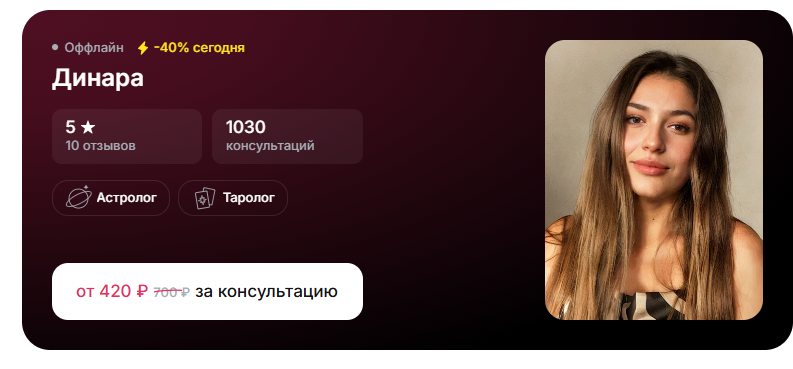 Оффлайн -40% сегодня
Динара
5 ★ 1030
10 отзывов консультаций
Астролог Таролог
от 420 ₽ 700 ₽ за консультацию